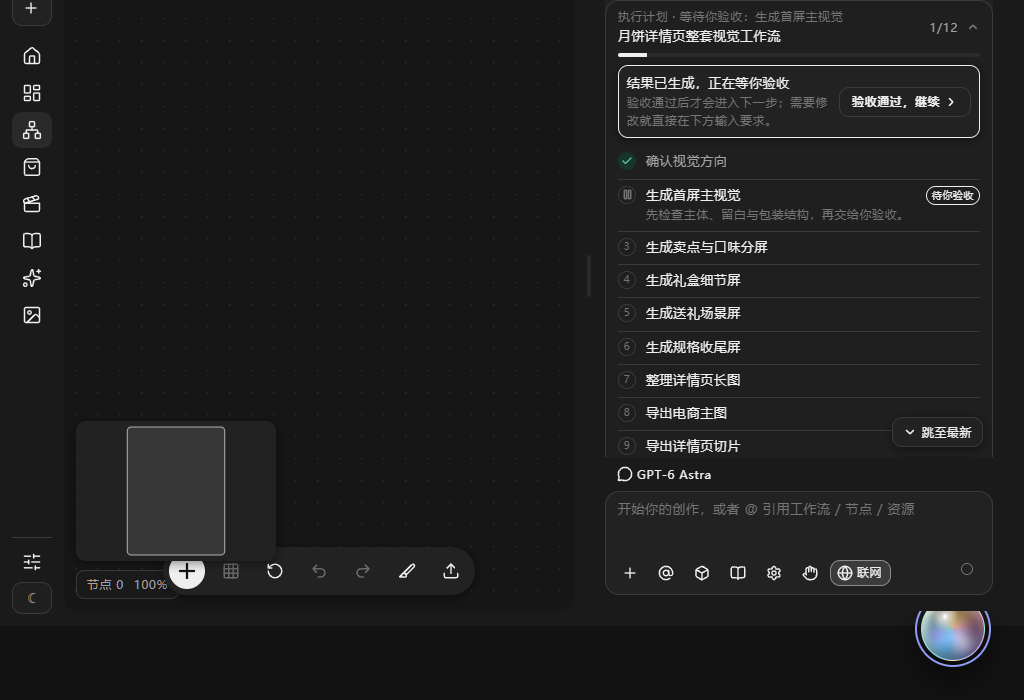 执行计划 · 等待你验收：生成首屏主视觉
月饼详情页整套视觉工作流
1/12
结果已生成，正在等你验收
验收通过后才会进入下一步；需要修
改就直接在下方输入要求。
验收通过，继续
确认视觉方向
生成首屏主视觉
待你验收
先检查主体、留白与包装结构，再交给你验收。
3 生成卖点与口味分屏
4 生成礼盒细节屏
5 生成送礼场景屏
6 生成规格收尾屏
7 整理详情页长图
8 导出电商主图
9 导出详情页切片
跳至最新
GPT-6 Astra
开始你的创作，或者 @ 引用工作流 / 节点 / 资源
联网
节点 0 100%